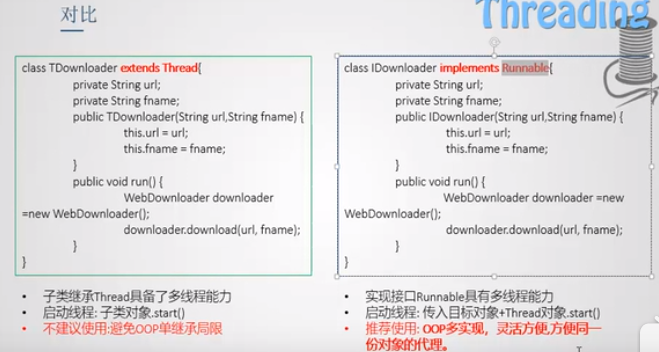 对比
Threading
class TDownloader extends Thread{
private String url;
private String fname;
public TDownloader(String url,String fname) {
this.url = url;
this.fname = fname;
}
public void run() {
WebDownloader downloader
=new WebDownloader();
downloader.download(url, fname);
}
}
• 子类继承Thread具备了多线程能力
• 启动线程: 子类对象.start()
• 不建议使用:避免OOP单继承局限
class IDownloader implements Runnable{
private String url;
private String fname;
public IDownloader(String url,String fname) {
this.url = url;
this.fname = fname;
}
public void run() {
WebDownloader downloader =new
WebDownloader();
downloader.download(url, fname);
}
}
• 实现接口Runnable具有多线程能力
• 启动线程: 传入目标对象+Thread对象.start()
• 推荐使用: OOP多实现，灵活方便,方便同一
份对象的代理。